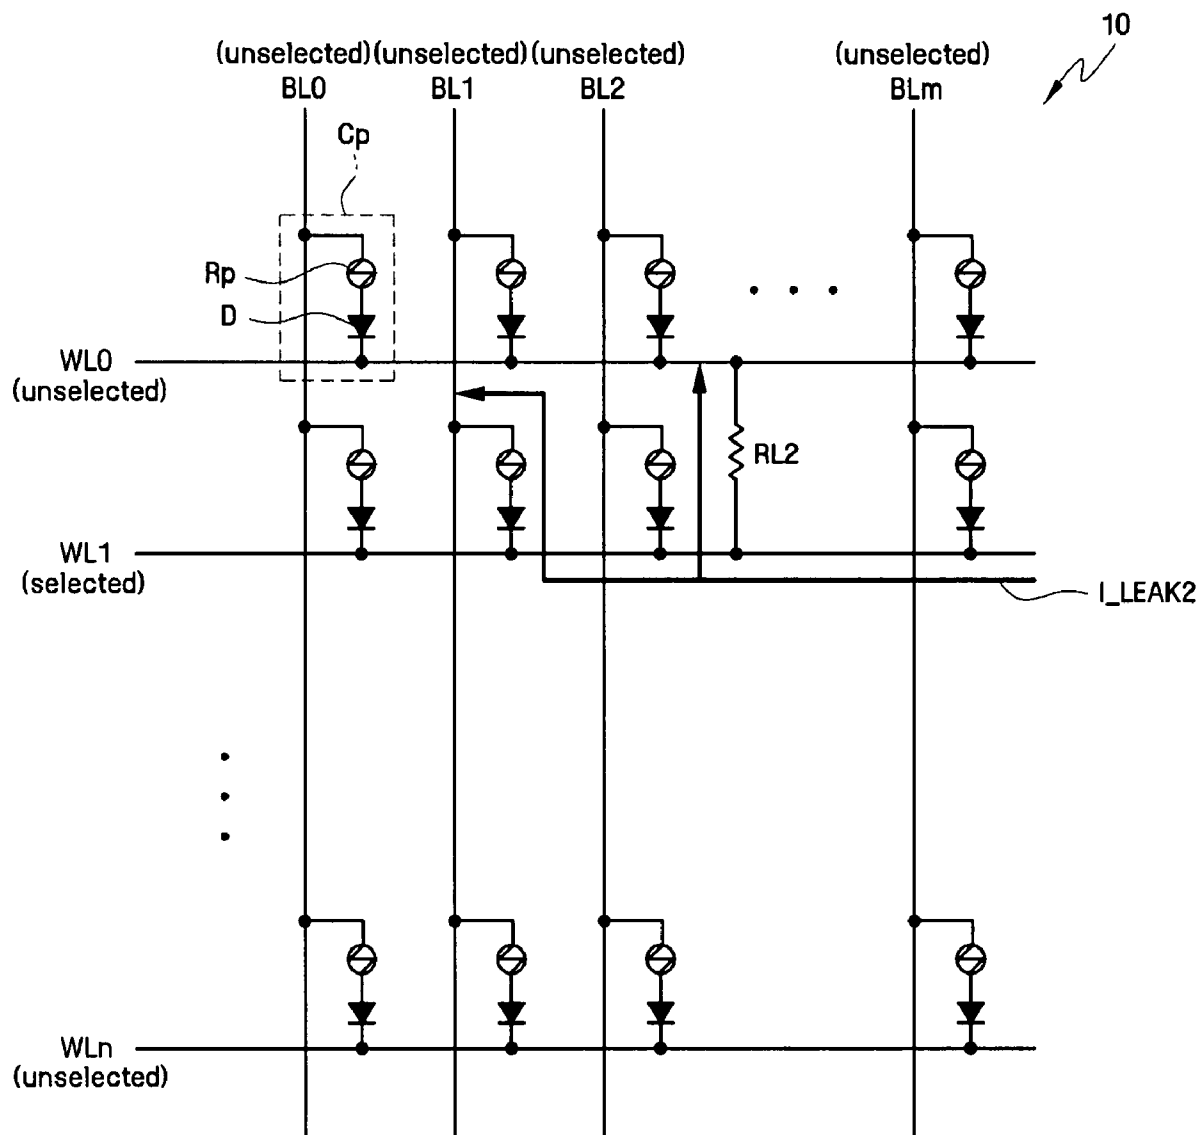 10
(unselected) (unselected) (unselected) (unselected)
BL0 BL1 BL2 BLm
Cp
Rp
D
WL0
(unselected)
RL2
WL1
(selected)
I_LEAK2
WLn
(unselected)